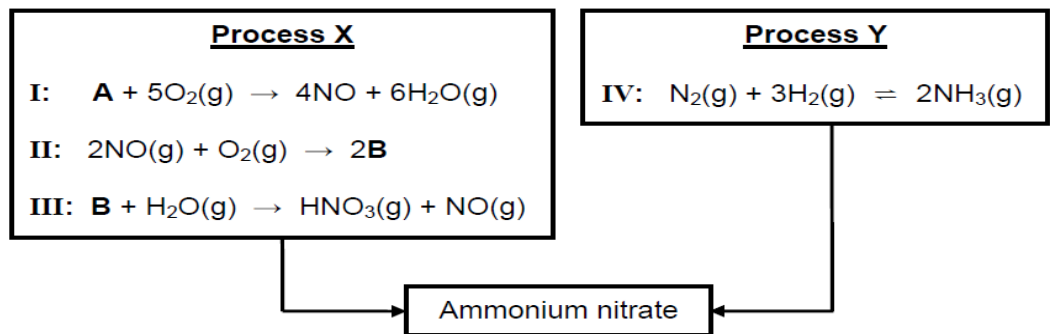 Process X
I: A + 5O₂(g) → 4NO + 6H₂O(g)
II: 2NO(g) + O₂(g) → 2B
III: B + H₂O(g) → HNO₃(g) + NO(g)
Process Y
IV: N₂(g) + 3H₂(g) ⇌ 2NH₃(g)
Ammonium nitrate